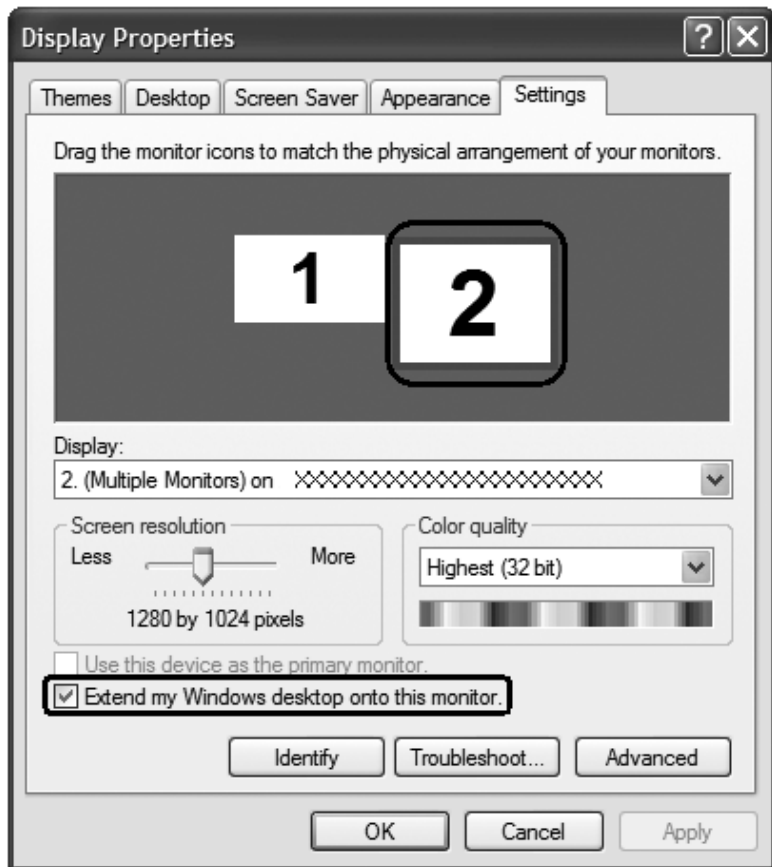 Display Properties
Themes Desktop Screen Saver Appearance Settings
Drag the monitor icons to match the physical arrangement of your monitors.
1 2
Display:
2. (Multiple Monitors) on XXXXXXXXXXXXXXXXXXXXXXXX
Screen resolution Color quality
Less More Highest (32 bit)
1280 by 1024 pixels
Use this device as the primary monitor.
Extend my Windows desktop onto this monitor.
Identify Troubleshoot... Advanced
OK Cancel Apply